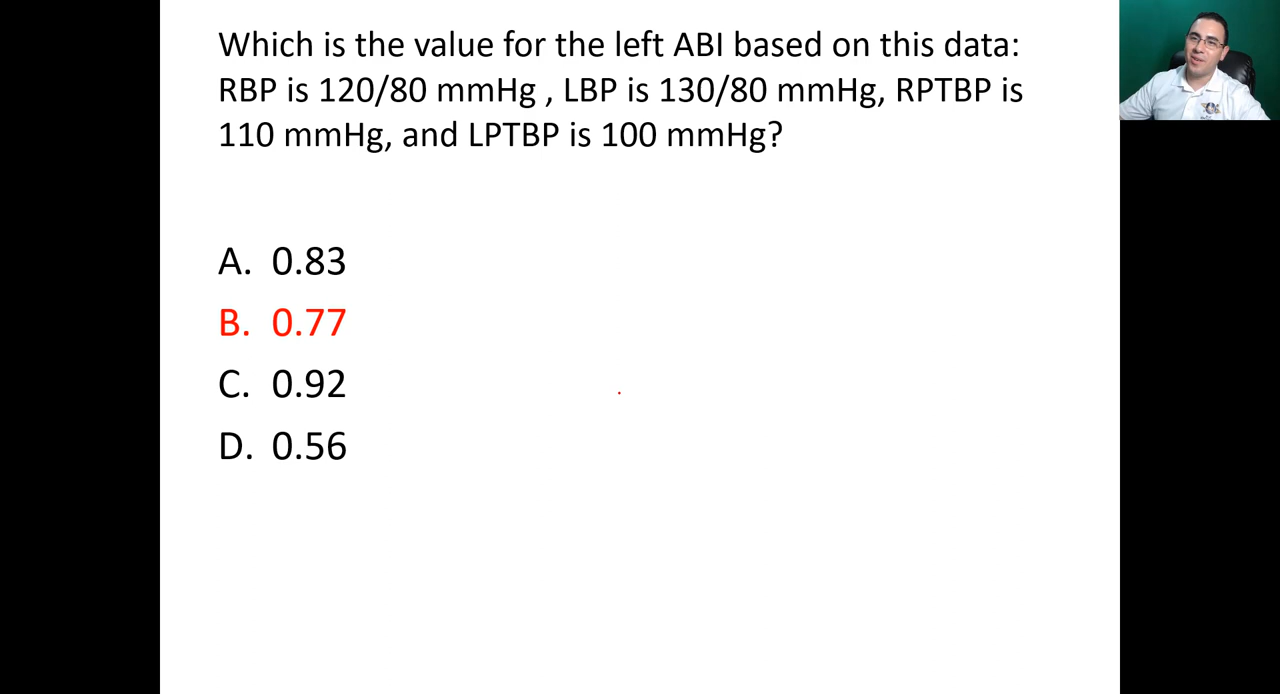 Which is the value for the left ABI based on this data:
RBP is 120/80 mmHg , LBP is 130/80 mmHg, RPTBP is
110 mmHg, and LPTBP is 100 mmHg?
A. 0.83
B. 0.77
C. 0.92
D. 0.56